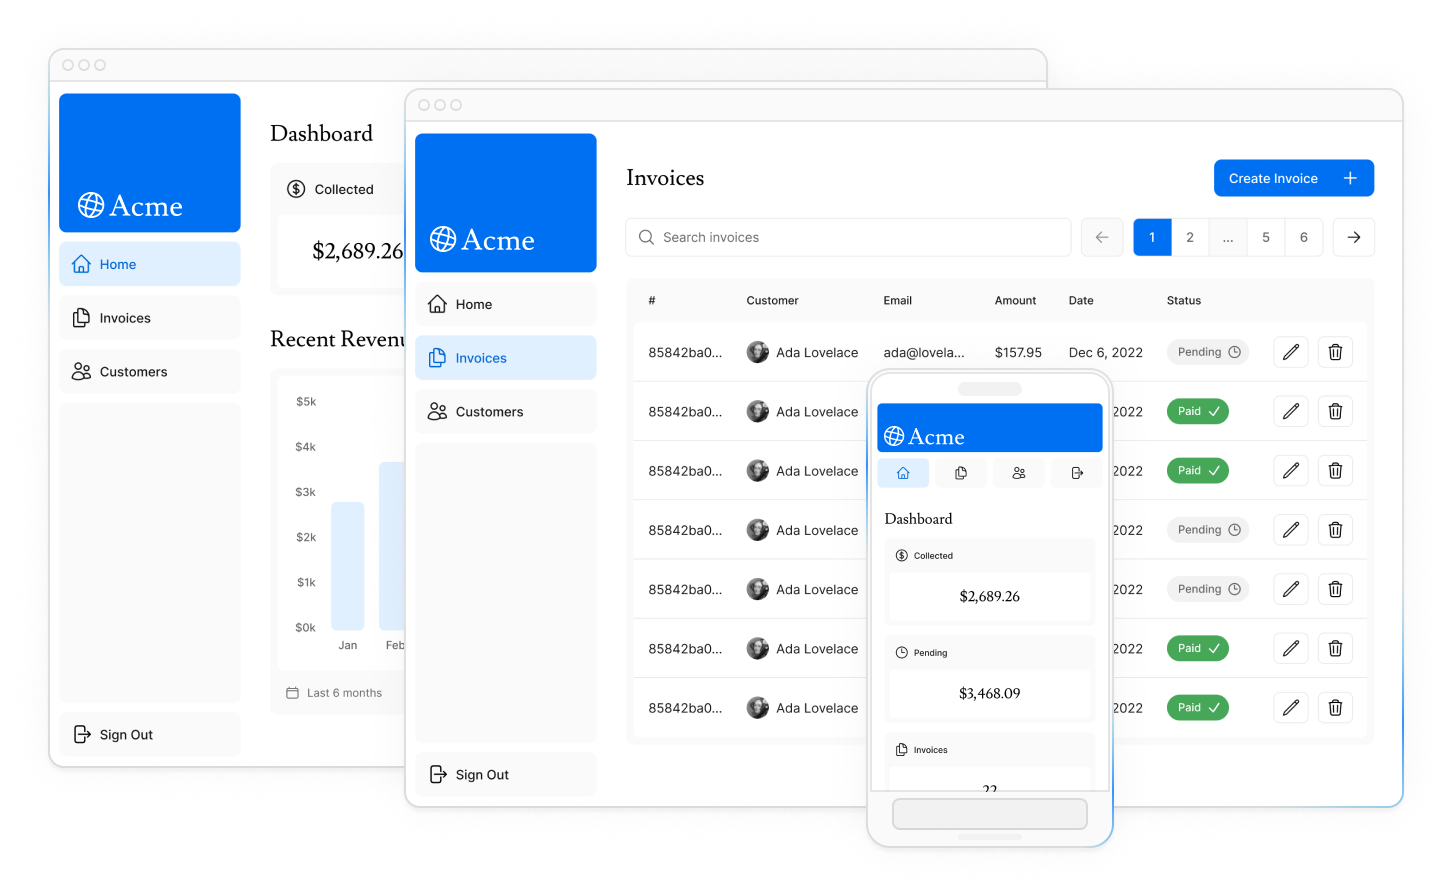 Acme
Home
Invoices
Customers
Sign Out
Dashboard
Collected
$2,689.26
Recent Revenu
$5k
$4k
$3k
$2k
$1k
$0k
Jan Feb
Last 6 months
Acme
Home
Invoices
Customers
Sign Out
Invoices
Create Invoice
Search invoices
1 2 ... 5 6
# Customer Email Amount Date Status
85842ba0... Ada Lovelace ada@lovela... $157.95 Dec 6, 2022 Pending
85842ba0... Ada Lovelace 2022 Paid
85842ba0... Ada Lovelace 2022 Paid
85842ba0... Ada Lovelace 2022 Pending
85842ba0... Ada Lovelace 2022 Pending
85842ba0... Ada Lovelace 2022 Paid
85842ba0... Ada Lovelace 2022 Paid
Acme
Dashboard
Collected
$2,689.26
Pending
$3,468.09
Invoices
22